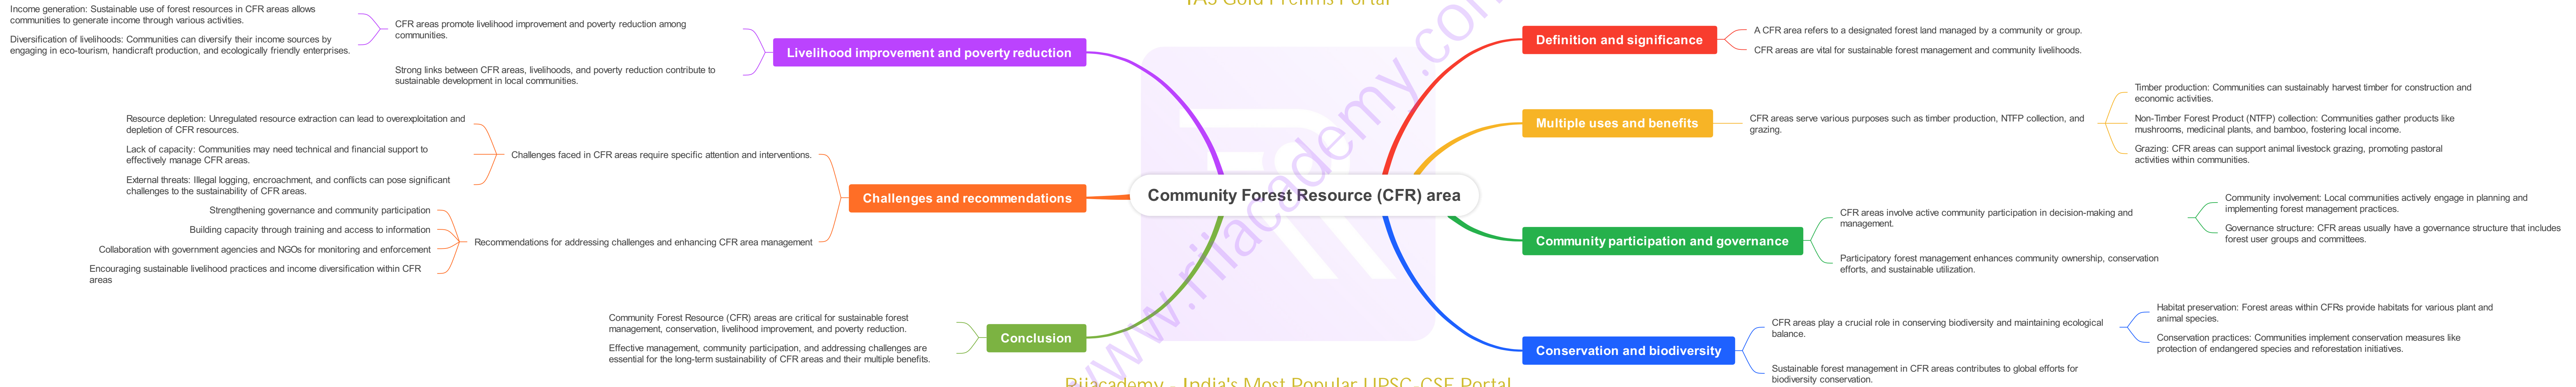 IAS Gold Prelims Portal
Community Forest Resource (CFR) area
Definition and significance
A CFR area refers to a designated forest land managed by a community or group.
CFR areas are vital for sustainable forest management and community livelihoods.
Multiple uses and benefits
CFR areas serve various purposes such as timber production, NTFP collection, and
grazing.
Timber production: Communities can sustainably harvest timber for construction and
economic activities.
Non-Timber Forest Product (NTFP) collection: Communities gather products like
mushrooms, medicinal plants, and bamboo, fostering local income.
Grazing: CFR areas can support animal livestock grazing, promoting pastoral
activities within communities.
Community participation and governance
CFR areas involve active community participation in decision-making and
management.
Community involvement: Local communities actively engage in planning and
implementing forest management practices.
Governance structure: CFR areas usually have a governance structure that includes
forest user groups and committees.
Participatory forest management enhances community ownership, conservation
efforts, and sustainable utilization.
Conservation and biodiversity
CFR areas play a crucial role in conserving biodiversity and maintaining ecological
balance.
Habitat preservation: Forest areas within CFRs provide habitats for various plant and
animal species.
Conservation practices: Communities implement conservation measures like
protection of endangered species and reforestation initiatives.
Sustainable forest management in CFR areas contributes to global efforts for
biodiversity conservation.
Livelihood improvement and poverty reduction
CFR areas promote livelihood improvement and poverty reduction among
communities.
Income generation: Sustainable use of forest resources in CFR areas allows
communities to generate income through various activities.
Diversification of livelihoods: Communities can diversify their income sources by
engaging in eco-tourism, handicraft production, and ecologically friendly enterprises.
Strong links between CFR areas, livelihoods, and poverty reduction contribute to
sustainable development in local communities.
Challenges and recommendations
Challenges faced in CFR areas require specific attention and interventions.
Resource depletion: Unregulated resource extraction can lead to overexploitation and
depletion of CFR resources.
Lack of capacity: Communities may need technical and financial support to
effectively manage CFR areas.
External threats: Illegal logging, encroachment, and conflicts can pose significant
challenges to the sustainability of CFR areas.
Recommendations for addressing challenges and enhancing CFR area management
Strengthening governance and community participation
Building capacity through training and access to information
Collaboration with government agencies and NGOs for monitoring and enforcement
Encouraging sustainable livelihood practices and income diversification within CFR
areas
Conclusion
Community Forest Resource (CFR) areas are critical for sustainable forest
management, conservation, livelihood improvement, and poverty reduction.
Effective management, community participation, and addressing challenges are
essential for the long-term sustainability of CFR areas and their multiple benefits.
www.rijiacademy.com
Rijiacademy - India's Most Popular UPSC-CSE Portal